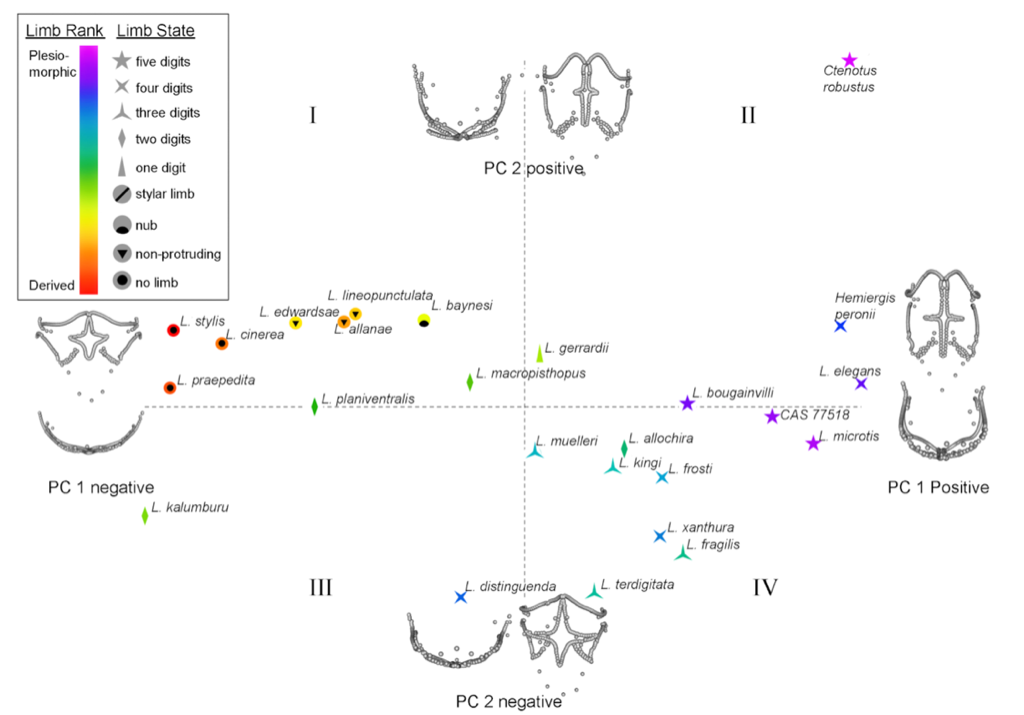 Limb Rank
Limb State
Plesio-
morphic
Derived
five digits
four digits
three digits
two digits
one digit
stylar limb
nub
non-protruding
no limb
I
II
Ctenotus
robustus
PC 2 positive
L. lineopunctulata
L. edwardsae
L. allanae
L. baynesi
L. stylis
L. cinerea
L. praepedita
Hemiergis
peronii
L. gerrardii
L. macropisthopus
L. elegans
L. planiventralis
L. bougainvilli
CAS 77518
L. microtis
L. muelleri
L. allochira
L. kingi
L. frosti
PC 1 negative
PC 1 Positive
L. kalumburu
L. xanthura
L. fragilis
III
IV
L. distinguenda
L. terdigitata
PC 2 negative